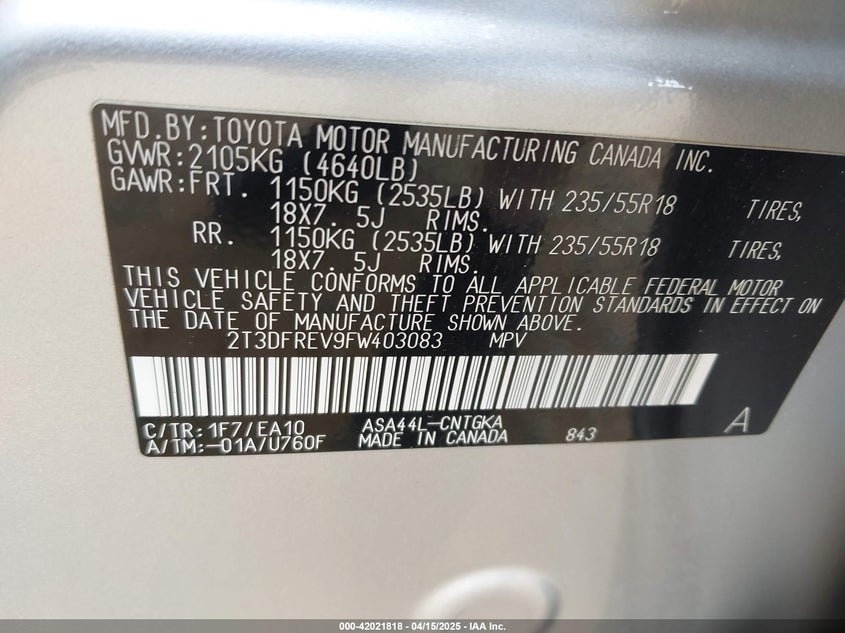 MFD.BY:TOYOTA MOTOR MANUFACTURING CANADA INC.
GVWR:2105KG (4640LB)
GAWR:FRT. 1150KG (2535LB) WITH 235/55R18 TIRES,
18X7. 5J RIMS.
RR. 1150KG (2535LB) WITH 235/55R18 TIRES,
18X7. 5J RIMS.
THIS VEHICLE CONFORMS TO ALL APPLICABLE FEDERAL MOTOR
VEHICLE SAFETY AND THEFT PREVENTION STANDARDS IN EFFECT ON
THE DATE OF MANUFACTURE SHOWN ABOVE.
2T3DFREV9FW403083 MPV
C/TR:1F7/EA10 ASA44L-CNTGKA
A/TM:-01A/U760F MADE IN CANADA 843 A
000-42021818 - 04/15/2025 - IAA Inc.